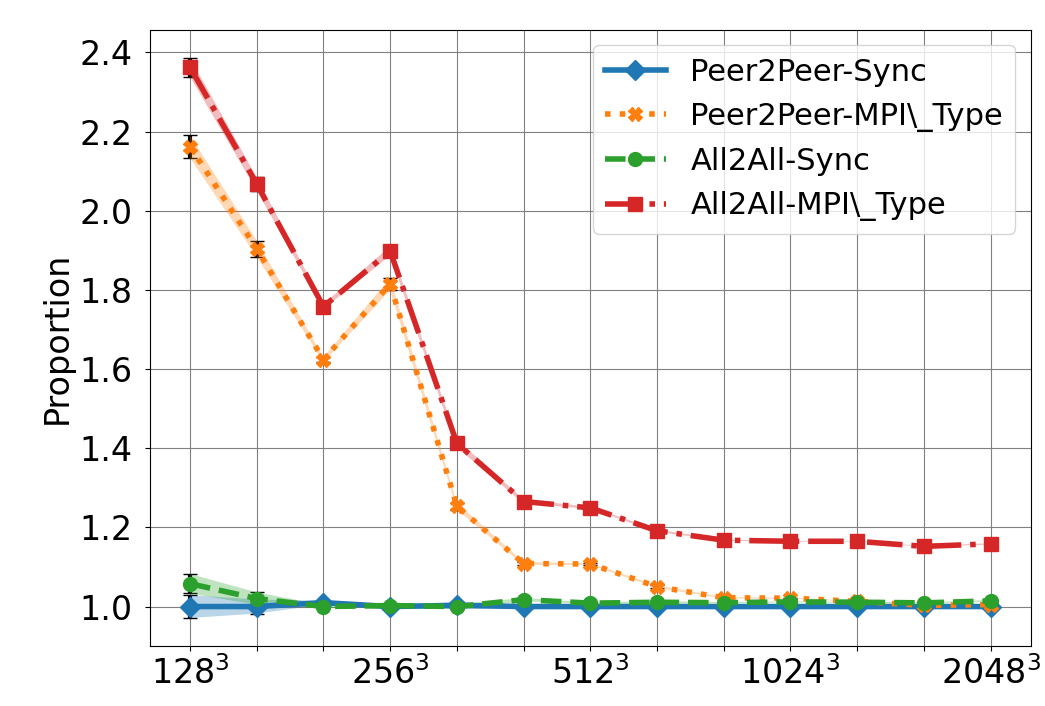 2.4
2.2
2.0
1.8
1.6
1.4
1.2
1.0
Proportion
Peer2Peer-Sync
Peer2Peer-MPI\_Type
All2All-Sync
All2All-MPI\_Type
128³ 256³ 512³ 1024³ 2048³